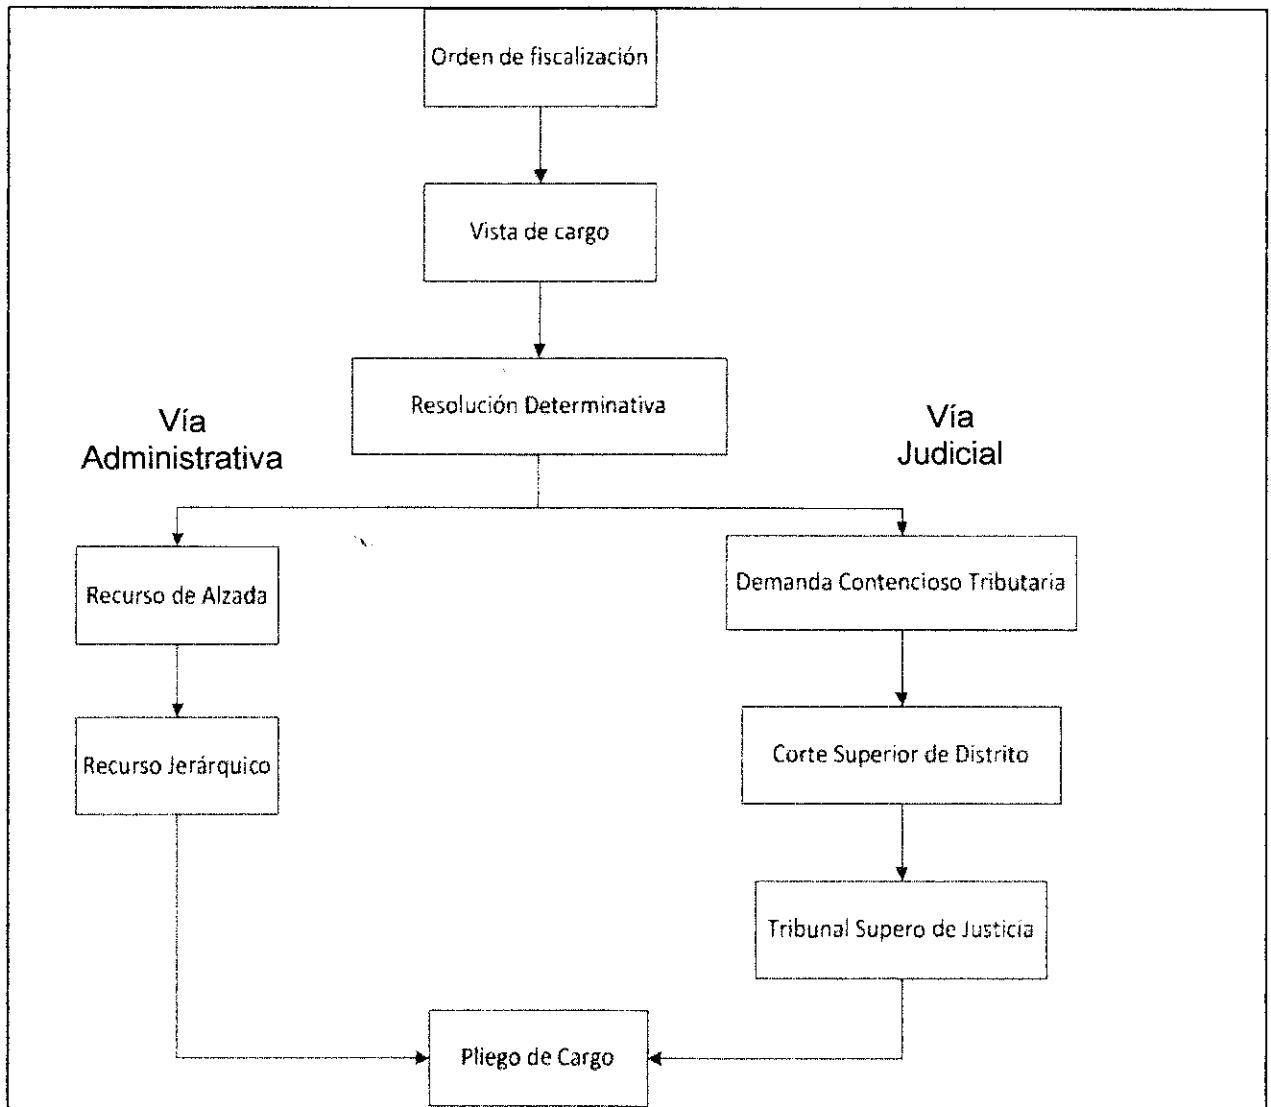 Orden de fiscalización
Vista de cargo
Resolución Determinativa
Vía
Administrativa
Vía
Judicial
Recurso de Alzada
Demanda Contencioso Tributaria
Recurso Jerárquico
Corte Superior de Distrito
Tribunal Supero de Justicia
Pliego de Cargo